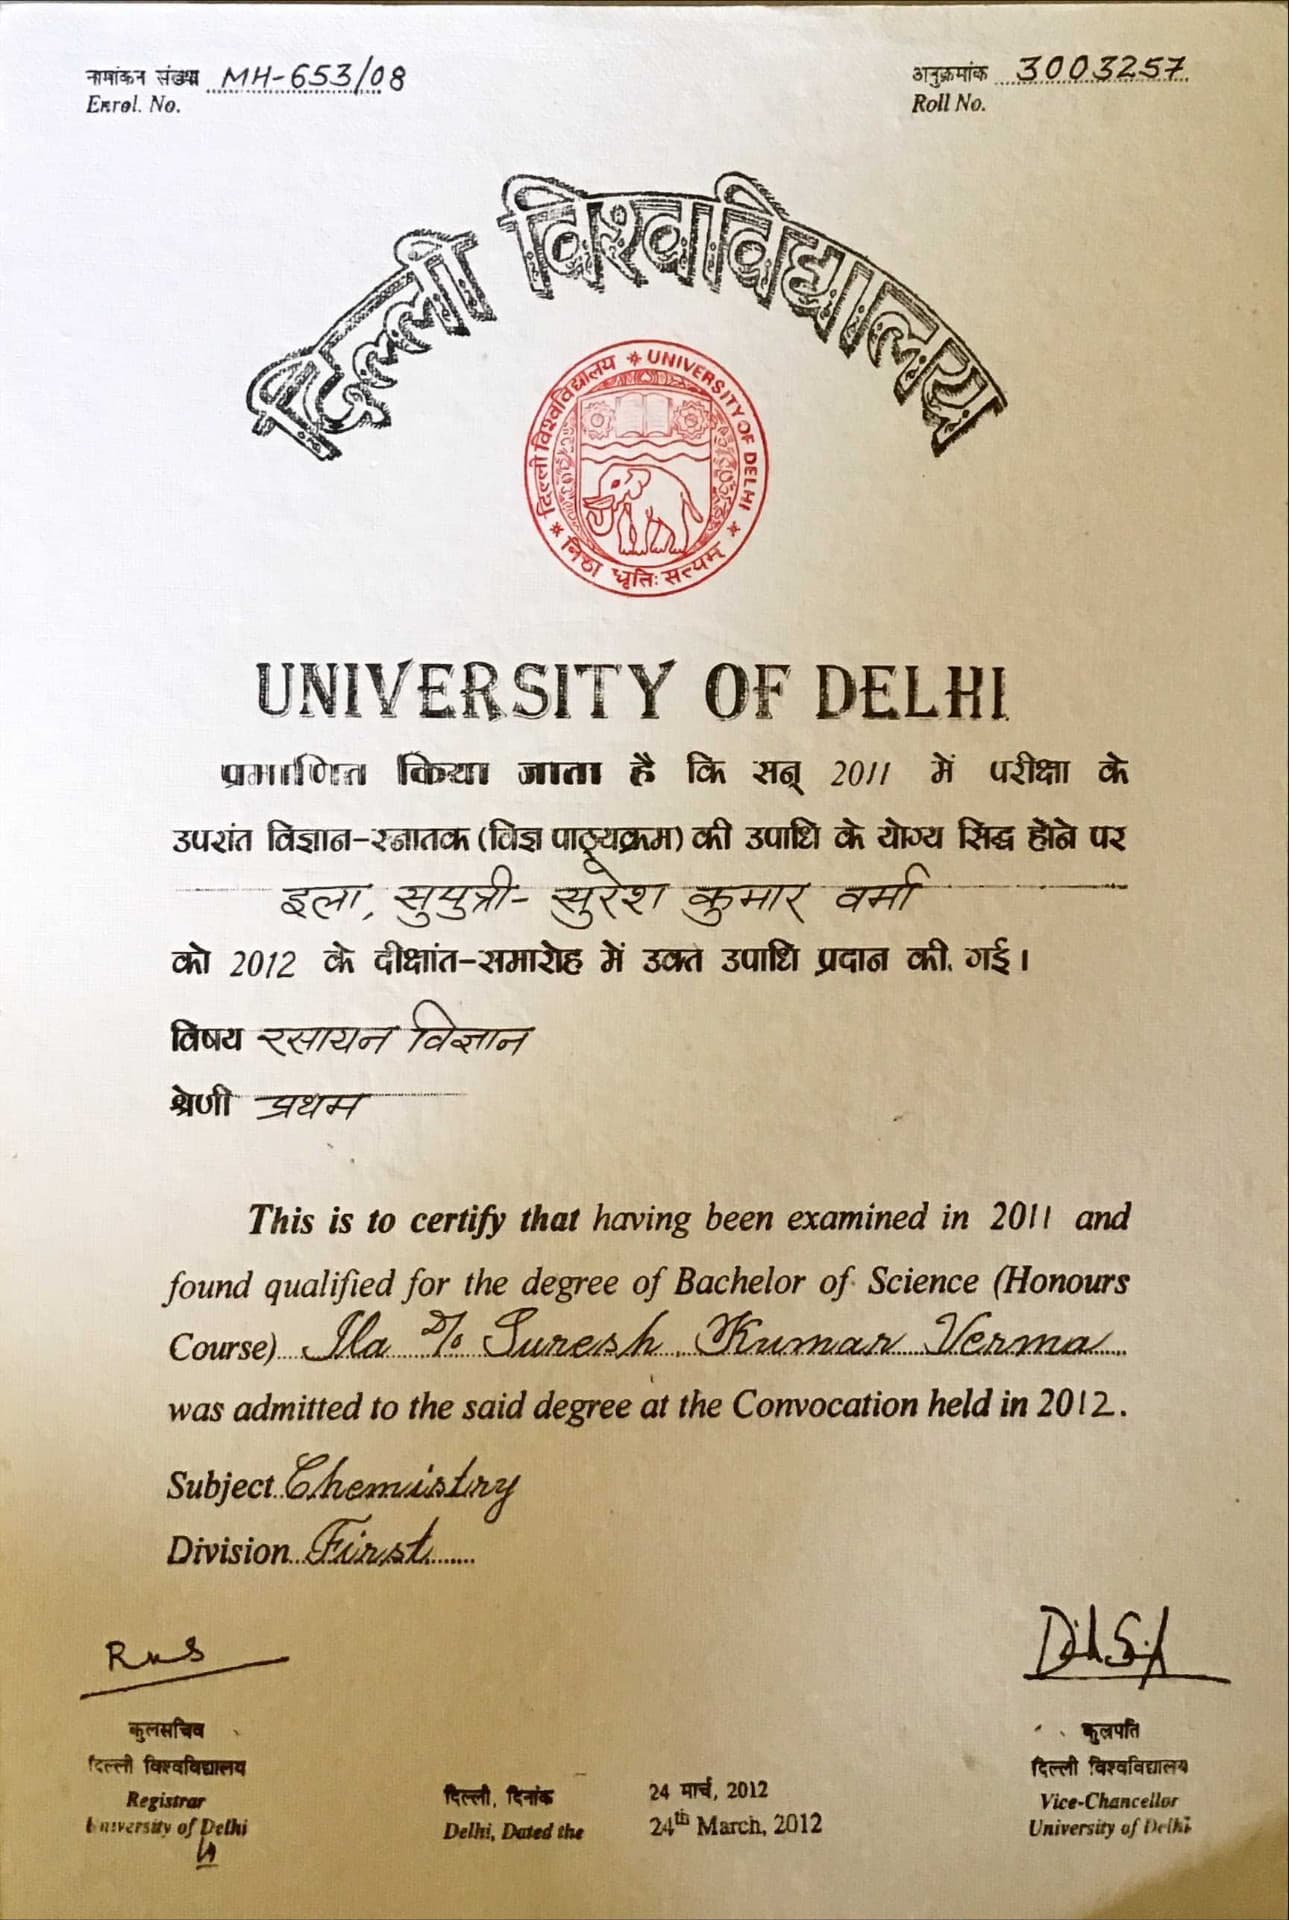 नामांकन संख्या MH-653/08
Enrol. No.
अनुक्रमांक 3003257
Roll No.
दिल्ली विश्वविद्यालय
दिल्ली विश्वविद्यालय * UNIVERSITY OF DELHI *
निष्ठा धृतिः सत्यम्
UNIVERSITY OF DELHI
प्रमाणित किया जाता है कि सन् 2011 में परीक्षा के
उपरांत विज्ञान-स्नातक (विज्ञ पाठ्यक्रम) की उपाधि के योग्य सिद्ध होने पर
इला, सुपुत्री- सुरेश कुमार वर्मा
को 2012 के दीक्षांत-समारोह में उक्त उपाधि प्रदान की गई।
विषय रसायन विज्ञान
श्रेणी प्रथम
This is to certify that having been examined in 2011 and
found qualified for the degree of Bachelor of Science (Honours
Course) Ila D/o Suresh Kumar Verma
was admitted to the said degree at the Convocation held in 2012.
Subject Chemistry
Division First
कुलसचिव
दिल्ली विश्वविद्यालय
Registrar
University of Delhi
दिल्ली, दिनांक 24 मार्च, 2012
Delhi, Dated the 24th March, 2012
कुलपति
दिल्ली विश्वविद्यालय
Vice-Chancellor
University of Delhi